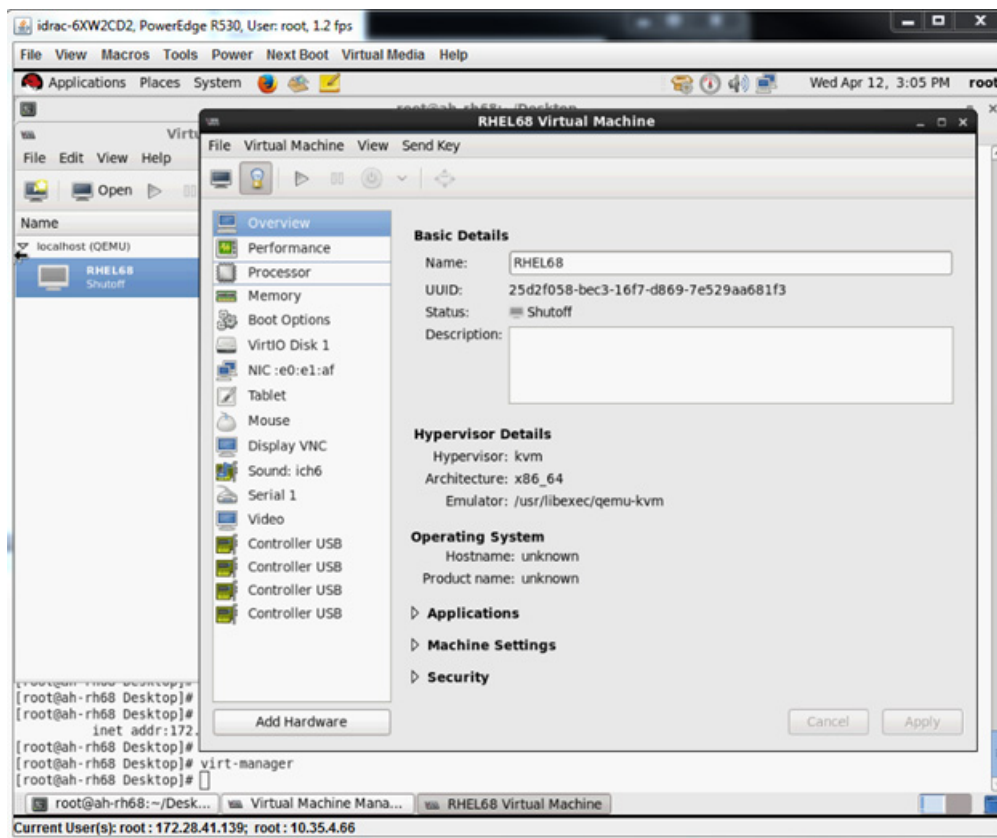 idrac-6XW2CD2, PowerEdge R530, User: root, 1.2 fps
File View Macros Tools Power Next Boot Virtual Media Help
Applications Places System Wed Apr 12, 3:05 PM root
root@ah-rh68:~/Desktop
Virtu
File Edit View Help
Open
Name
localhost (QEMU)
RHEL68
Shutoff
RHEL68 Virtual Machine
File Virtual Machine View Send Key
Overview
Performance
Processor
Memory
Boot Options
VirtIO Disk 1
NIC :e0:e1:af
Tablet
Mouse
Display VNC
Sound: ich6
Serial 1
Video
Controller USB
Controller USB
Controller USB
Controller USB
Add Hardware
Basic Details
Name: RHEL68
UUID: 25d2f058-bec3-16f7-d869-7e529aa681f3
Status: Shutoff
Description:
Hypervisor Details
Hypervisor: kvm
Architecture: x86_64
Emulator: /usr/libexec/qemu-kvm
Operating System
Hostname: unknown
Product name: unknown
Applications
Machine Settings
Security
Cancel Apply
[root@ah-rh68 Desktop]#
[root@ah-rh68 Desktop]#
inet addr:172.
[root@ah-rh68 Desktop]#
[root@ah-rh68 Desktop]# virt-manager
[root@ah-rh68 Desktop]#
root@ah-rh68:~/Desk... Virtual Machine Mana... RHEL68 Virtual Machine
Current User(s): root : 172.28.41.139; root : 10.35.4.66